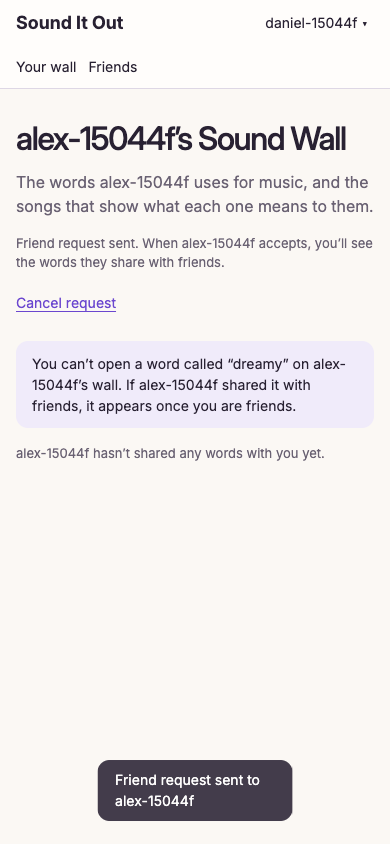 Sound It Out
daniel-15044f ▾
Your wall Friends
alex-15044f’s Sound Wall
The words alex-15044f uses for music, and the
songs that show what each one means to them.
Friend request sent. When alex-15044f accepts, you’ll see
the words they share with friends.
Cancel request
You can’t open a word called “dreamy” on alex-
15044f’s wall. If alex-15044f shared it with
friends, it appears once you are friends.
alex-15044f hasn’t shared any words with you yet.
Friend request sent to
alex-15044f